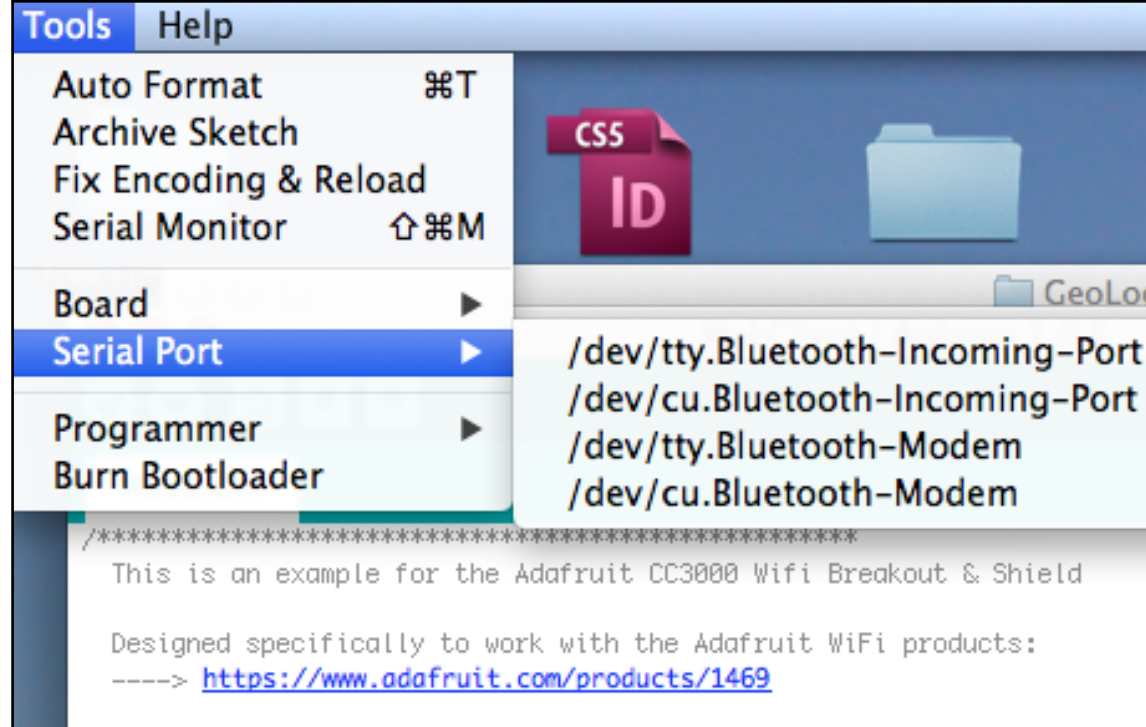 Tools Help
Auto Format ⌘T
Archive Sketch
Fix Encoding & Reload
Serial Monitor ⇧⌘M
Board ▶
Serial Port ▶
Programmer ▶
Burn Bootloader
CS5
ID
GeoLoc
/dev/tty.Bluetooth-Incoming-Port
/dev/cu.Bluetooth-Incoming-Port
/dev/tty.Bluetooth-Modem
/dev/cu.Bluetooth-Modem
/***************************************************
This is an example for the Adafruit CC3000 Wifi Breakout & Shield
Designed specifically to work with the Adafruit WiFi products:
----> https://www.adafruit.com/products/1469